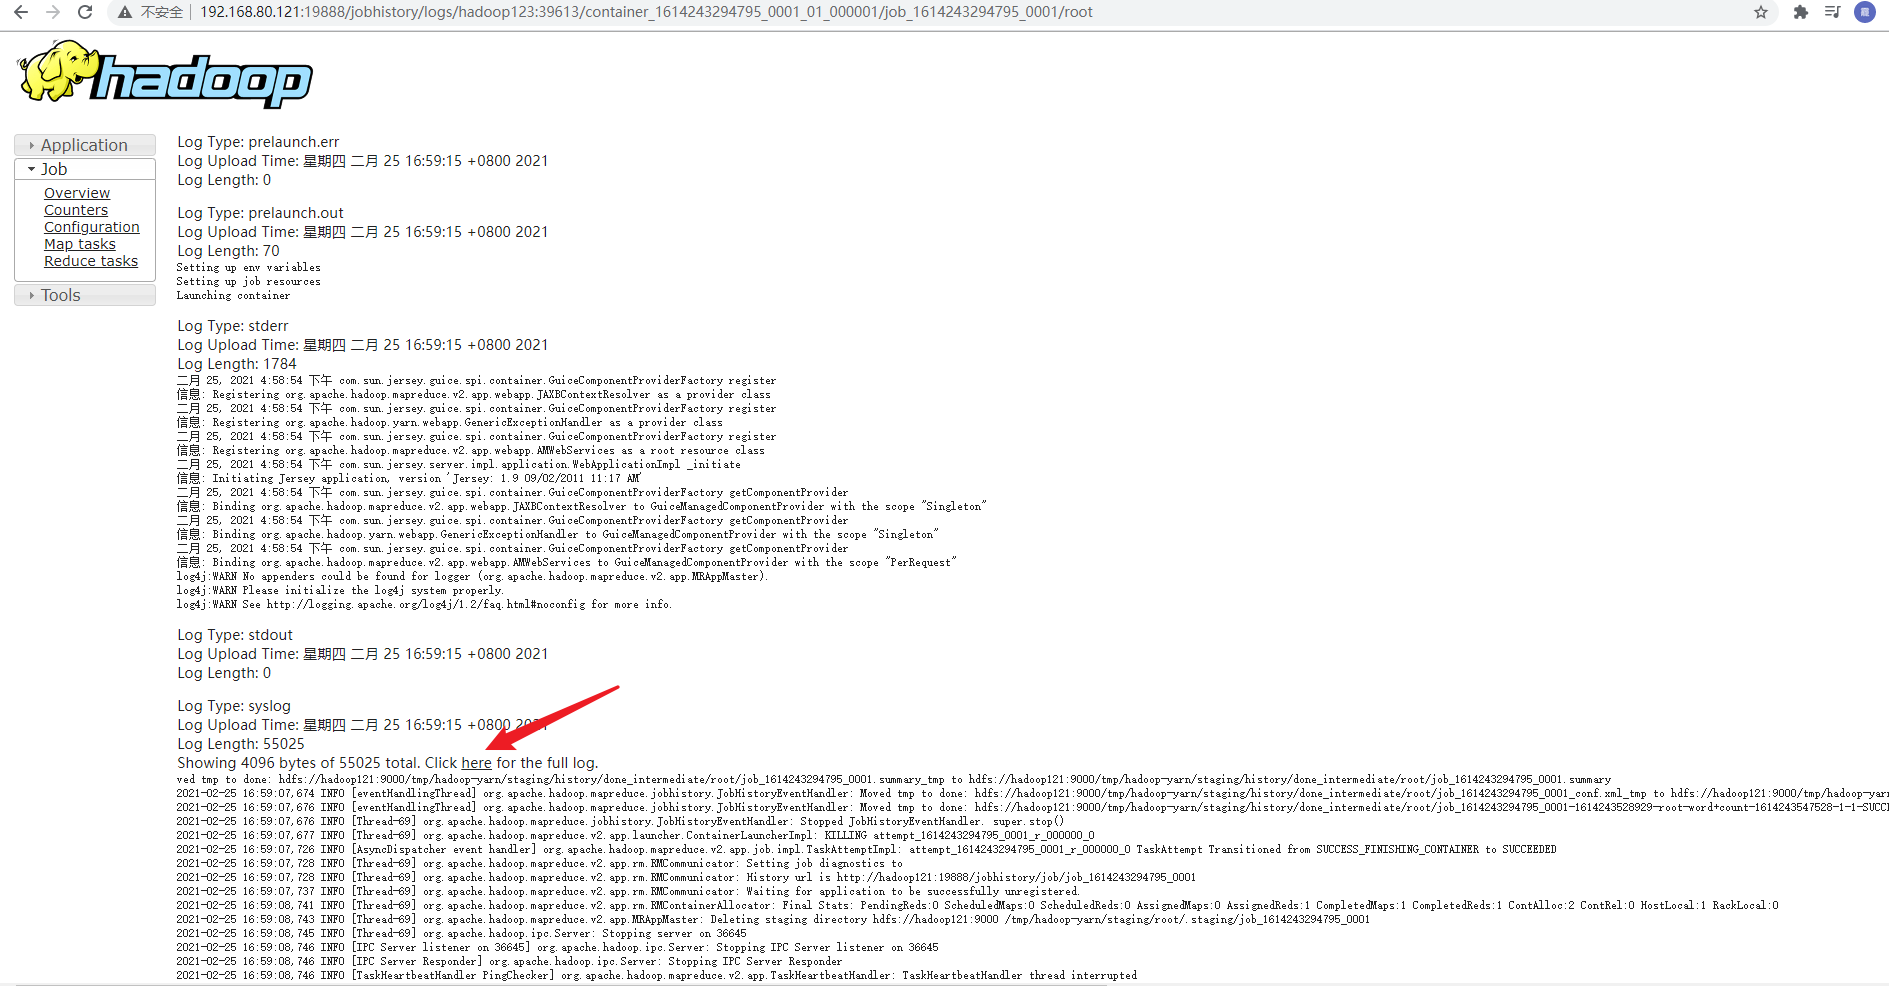 不安全 192.168.80.121:19888/jobhistory/logs/hadoop123:39613/container_1614243294795_0001_01_000001/job_1614243294795_0001/root
hadoop
Application
Job
Overview
Counters
Configuration
Map tasks
Reduce tasks
Tools
Log Type: prelaunch.err
Log Upload Time: 星期四 二月 25 16:59:15 +0800 2021
Log Length: 0
Log Type: prelaunch.out
Log Upload Time: 星期四 二月 25 16:59:15 +0800 2021
Log Length: 70
Setting up env variables
Setting up job resources
Launching container
Log Type: stderr
Log Upload Time: 星期四 二月 25 16:59:15 +0800 2021
Log Length: 1784
二月 25, 2021 4:58:54 下午 com.sun.jersey.guice.spi.container.GuiceComponentProviderFactory register
信息: Registering org.apache.hadoop.mapreduce.v2.app.webapp.JAXBContextResolver as a provider class
二月 25, 2021 4:58:54 下午 com.sun.jersey.guice.spi.container.GuiceComponentProviderFactory register
信息: Registering org.apache.hadoop.yarn.webapp.GenericExceptionHandler as a provider class
二月 25, 2021 4:58:54 下午 com.sun.jersey.guice.spi.container.GuiceComponentProviderFactory register
信息: Registering org.apache.hadoop.mapreduce.v2.app.webapp.AMWebServices as a root resource class
二月 25, 2021 4:58:54 下午 com.sun.jersey.server.impl.application.WebApplicationImpl _initiate
信息: Initiating Jersey application, version 'Jersey: 1.9 09/02/2011 11:17 AM'
二月 25, 2021 4:58:54 下午 com.sun.jersey.guice.spi.container.GuiceComponentProviderFactory getComponentProvider
信息: Binding org.apache.hadoop.mapreduce.v2.app.webapp.JAXBContextResolver to GuiceManagedComponentProvider with the scope "Singleton"
二月 25, 2021 4:58:54 下午 com.sun.jersey.guice.spi.container.GuiceComponentProviderFactory getComponentProvider
信息: Binding org.apache.hadoop.yarn.webapp.GenericExceptionHandler to GuiceManagedComponentProvider with the scope "Singleton"
二月 25, 2021 4:58:54 下午 com.sun.jersey.guice.spi.container.GuiceComponentProviderFactory getComponentProvider
信息: Binding org.apache.hadoop.mapreduce.v2.app.webapp.AMWebServices to GuiceManagedComponentProvider with the scope "PerRequest"
log4j:WARN No appenders could be found for logger (org.apache.hadoop.mapreduce.v2.app.MRAppMaster).
log4j:WARN Please initialize the log4j system properly.
log4j:WARN See http://logging.apache.org/log4j/1.2/faq.html#noconfig for more info.
Log Type: stdout
Log Upload Time: 星期四 二月 25 16:59:15 +0800 2021
Log Length: 0
Log Type: syslog
Log Upload Time: 星期四 二月 25 16:59:15 +0800 2021
Log Length: 55025
Showing 4096 bytes of 55025 total. Click here for the full log.
ved tmp to done: hdfs://hadoop121:9000/tmp/hadoop-yarn/staging/history/done_intermediate/root/job_1614243294795_0001.summary_tmp to hdfs://hadoop121:9000/tmp/hadoop-yarn/staging/history/done_intermediate/root/job_1614243294795_0001.summary
2021-02-25 16:59:07,674 INFO [eventHandlingThread] org.apache.hadoop.mapreduce.jobhistory.JobHistoryEventHandler: Moved tmp to done: hdfs://hadoop121:9000/tmp/hadoop-yarn/staging/history/done_intermediate/root/job_1614243294795_0001_conf.xml_tmp to hdfs://hadoop121:9000/tmp/hadoop-yarn
2021-02-25 16:59:07,676 INFO [eventHandlingThread] org.apache.hadoop.mapreduce.jobhistory.JobHistoryEventHandler: Moved tmp to done: hdfs://hadoop121:9000/tmp/hadoop-yarn/staging/history/done_intermediate/root/job_1614243294795_0001-1614243528929-root-word+count-1614243547528-1-1-SUCCE
2021-02-25 16:59:07,676 INFO [Thread-69] org.apache.hadoop.mapreduce.jobhistory.JobHistoryEventHandler: Stopped JobHistoryEventHandler. super.stop()
2021-02-25 16:59:07,677 INFO [Thread-69] org.apache.hadoop.mapreduce.v2.app.launcher.ContainerLauncherImpl: KILLING attempt_1614243294795_0001_r_000000_0
2021-02-25 16:59:07,726 INFO [AsyncDispatcher event handler] org.apache.hadoop.mapreduce.v2.app.job.impl.TaskAttemptImpl: attempt_1614243294795_0001_r_000000_0 TaskAttempt Transitioned from SUCCESS_FINISHING_CONTAINER to SUCCEEDED
2021-02-25 16:59:07,728 INFO [Thread-69] org.apache.hadoop.mapreduce.v2.app.rm.RMCommunicator: Setting job diagnostics to
2021-02-25 16:59:07,728 INFO [Thread-69] org.apache.hadoop.mapreduce.v2.app.rm.RMCommunicator: History url is http://hadoop121:19888/jobhistory/job/job_1614243294795_0001
2021-02-25 16:59:07,737 INFO [Thread-69] org.apache.hadoop.mapreduce.v2.app.rm.RMCommunicator: Waiting for application to be successfully unregistered.
2021-02-25 16:59:08,741 INFO [Thread-69] org.apache.hadoop.mapreduce.v2.app.rm.RMContainerAllocator: Final Stats: PendingReds:0 ScheduledMaps:0 ScheduledReds:0 AssignedMaps:0 AssignedReds:1 CompletedMaps:1 CompletedReds:1 ContAlloc:2 ContRel:0 HostLocal:1 RackLocal:0
2021-02-25 16:59:08,743 INFO [Thread-69] org.apache.hadoop.mapreduce.v2.app.MRAppMaster: Deleting staging directory hdfs://hadoop121:9000 /tmp/hadoop-yarn/staging/root/.staging/job_1614243294795_0001
2021-02-25 16:59:08,745 INFO [Thread-69] org.apache.hadoop.ipc.Server: Stopping server on 36645
2021-02-25 16:59:08,746 INFO [IPC Server listener on 36645] org.apache.hadoop.ipc.Server: Stopping IPC Server listener on 36645
2021-02-25 16:59:08,746 INFO [IPC Server Responder] org.apache.hadoop.ipc.Server: Stopping IPC Server Responder
2021-02-25 16:59:08,746 INFO [TaskHeartbeatHandler PingChecker] org.apache.hadoop.mapreduce.v2.app.TaskHeartbeatHandler: TaskHeartbeatHandler thread interrupted